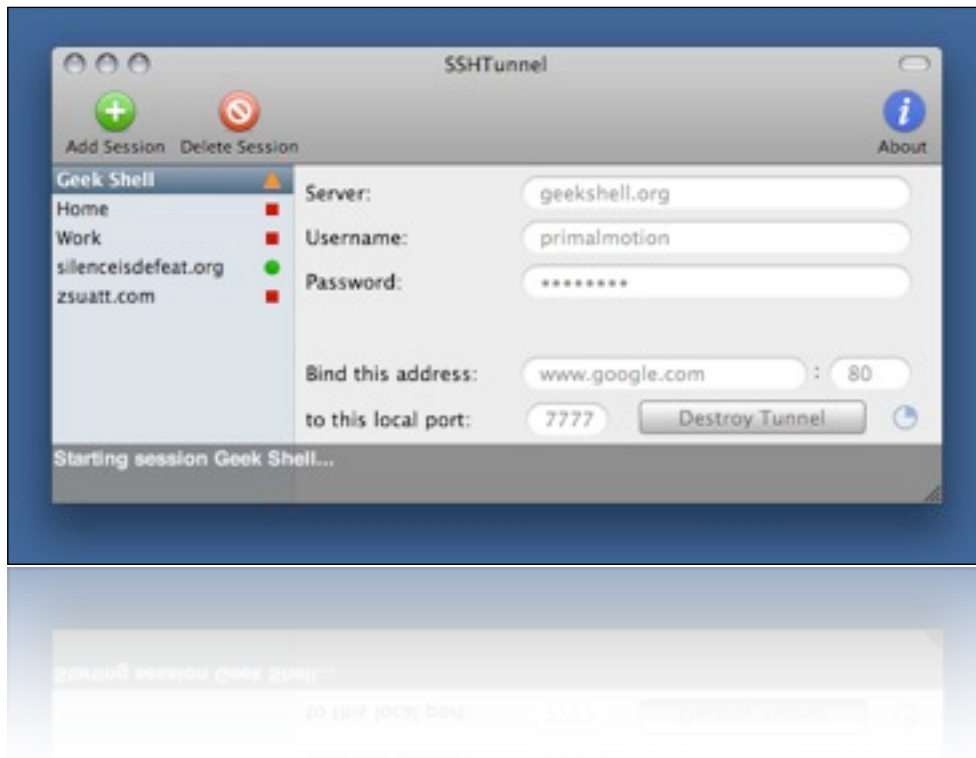 SSHTunnel
Add Session Delete Session About
Geek Shell
Home
Work
silenceisdefeat.org
zsuatt.com
Server: geekshell.org
Username: primalmotion
Password: ••••••••
Bind this address: www.google.com : 80
to this local port: 7777 Destroy Tunnel
Starting session Geek Shell...